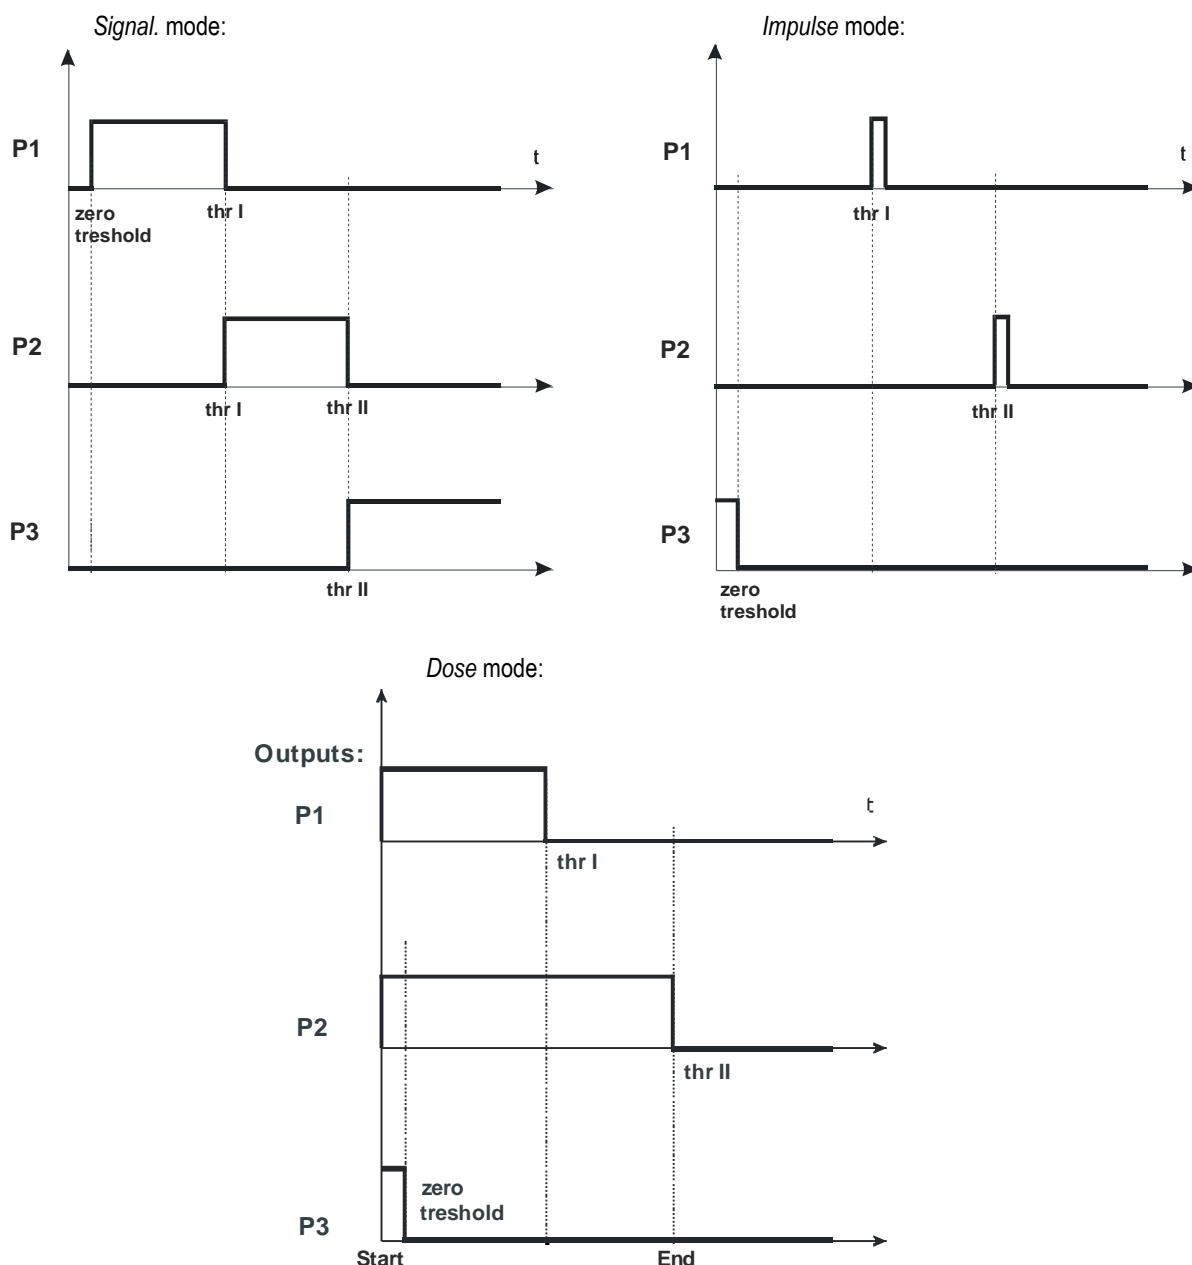 Signal. mode:
P1
t
zero
treshold
thr I
P2
thr I
thr II
P3
thr II
Impulse mode:
P1
t
thr I
P2
thr II
P3
zero
treshold
Dose mode:
Outputs:
P1
t
thr I
P2
thr II
zero
treshold
P3
Start
End